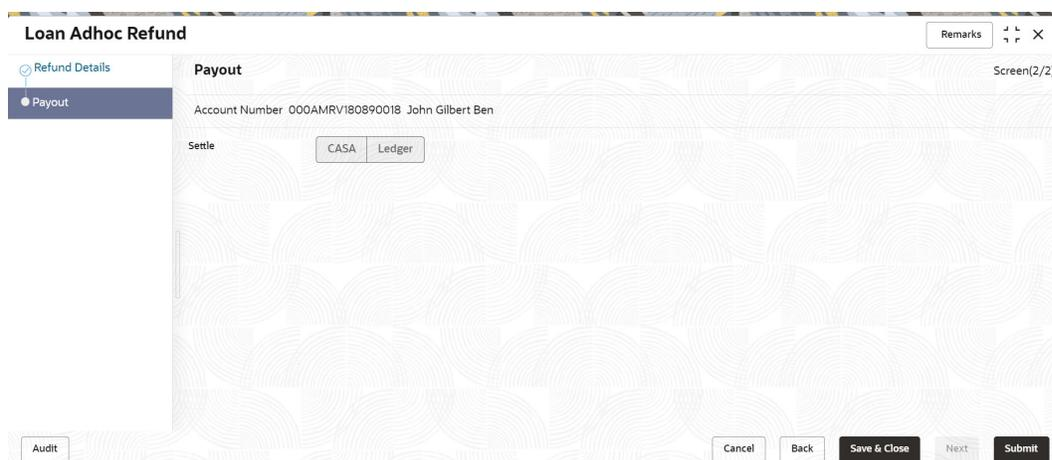 Loan Adhoc Refund
Remarks
Refund Details
Payout
Payout
Screen(2/2
Account Number 000AMRV180890018 John Gilbert Ben
Settle
CASA
Ledger
Audit
Cancel
Back
Save & Close
Next
Submit